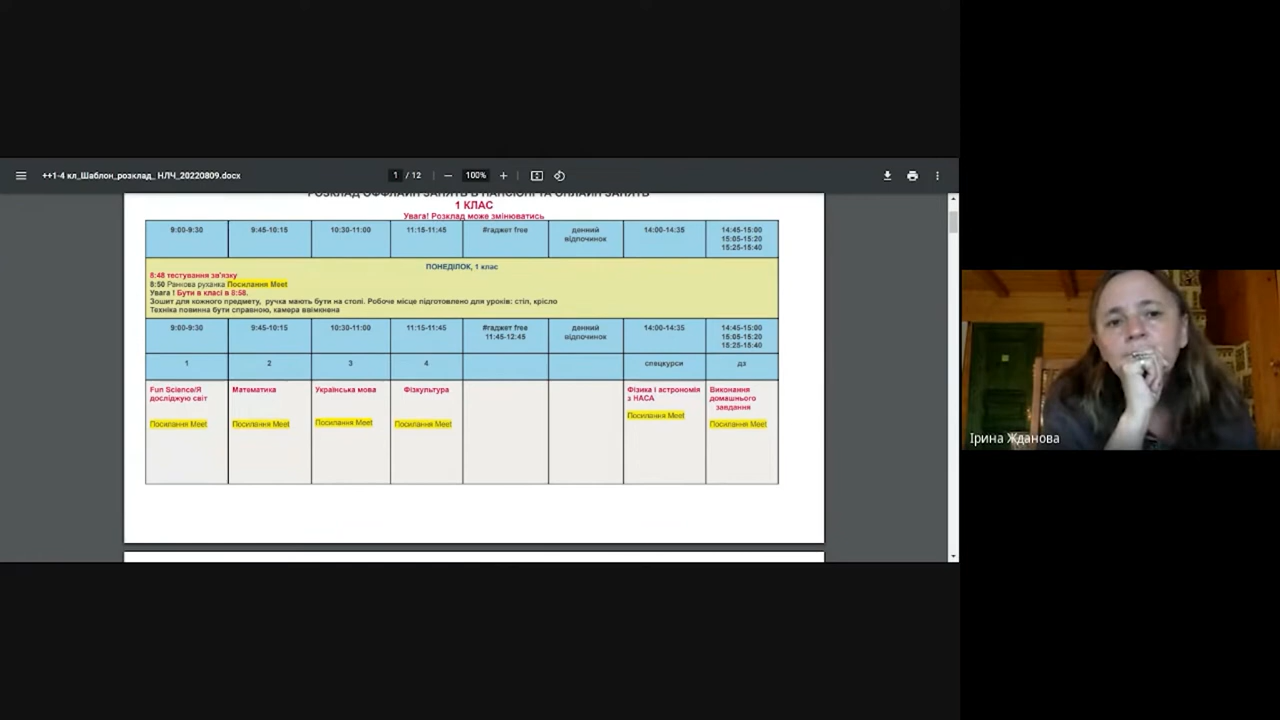 ++1-4 кл_Шаблон_розклад_ НЛЧ_20220809.docx
1 / 12
100%
РОЗКЛАД ОФФЛАЙН ЗАНЯТЬ В ПАНСІОНІ ТА ОНЛАЙН ЗАНЯТЬ
1 КЛАС
Увага! Розклад може змінюватись
9:00-9:30 9:45-10:15 10:30-11:00 11:15-11:45 #гаджет free денний відпочинок 14:00-14:35 14:45-15:00
15:05-15:20
15:25-15:40
ПОНЕДІЛОК, 1 клас
8:48 тестування зв'язку
8:50 Ранкова руханка Посилання Meet
Увага ! Бути в класі в 8:58.
Зошит для кожного предмету, ручка мають бути на столі. Робоче місце підготовлено для уроків: стіл, крісло
Техніка повинна бути справною, камера ввімкнена
9:00-9:30 9:45-10:15 10:30-11:00 11:15-11:45 #гаджет free денний 14:00-14:35 14:45-15:00
11:45-12:45 відпочинок 15:05-15:20
15:25-15:40
1 2 3 4 спецкурси дз
Fun Science/Я Математика Українська мова Фізкультура Фізика і астрономія Виконання
досліджую світ з НАСА домашнього
завдання
Посилання Meet Посилання Meet Посилання Meet Посилання Meet Посилання Meet Посилання Meet
Ірина Жданова